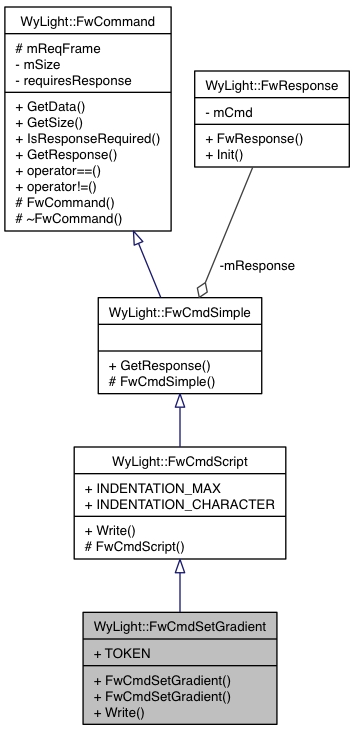 WyLight::FwCommand
# mReqFrame
- mSize
- requiresResponse
+ GetData()
+ GetSize()
+ IsResponseRequired()
+ GetResponse()
+ operator==()
+ operator!=()
# FwCommand()
# ~FwCommand()
WyLight::FwResponse
- mCmd
+ FwResponse()
+ Init()
-mResponse
WyLight::FwCmdSimple
+ GetResponse()
# FwCmdSimple()
WyLight::FwCmdScript
+ INDENTATION_MAX
+ INDENTATION_CHARACTER
+ Write()
# FwCmdScript()
WyLight::FwCmdSetGradient
+ TOKEN
+ FwCmdSetGradient()
+ FwCmdSetGradient()
+ Write()